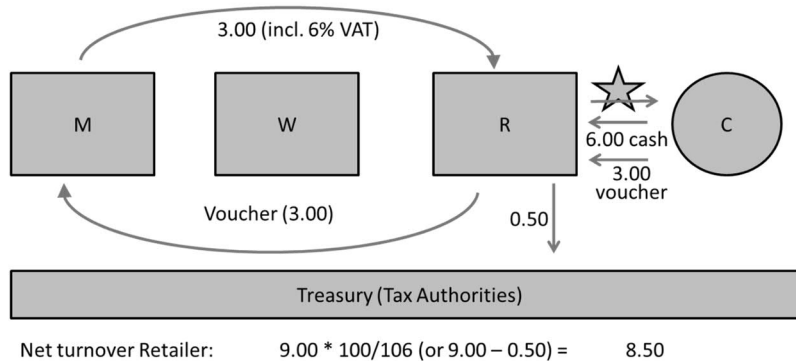 3.00 (incl. 6% VAT)
M
W
R
C
6.00 cash
3.00
voucher
Voucher (3.00)
0.50
Treasury (Tax Authorities)
Net turnover Retailer: 9.00 * 100/106 (or 9.00 – 0.50) = 8.50